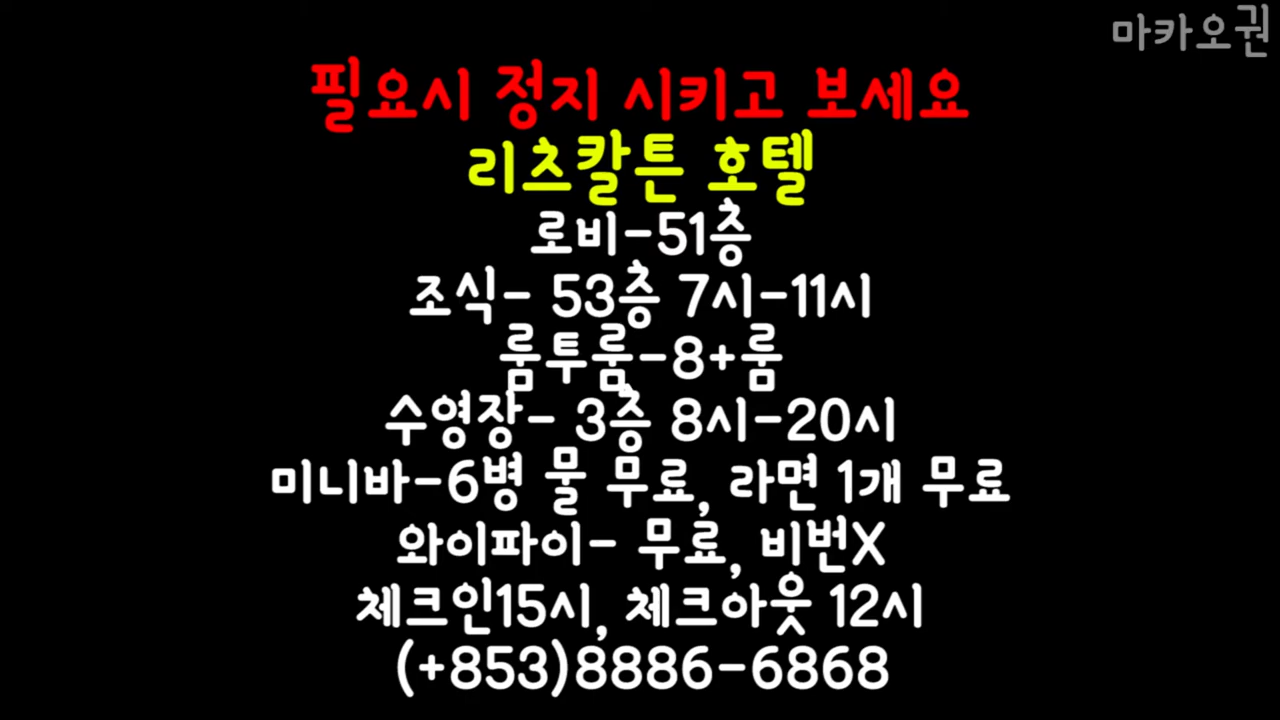 마카오권
필요시 정지 시키고 보세요
리츠칼튼 호텔
로비-51층
조식- 53층 7시-11시
룸투룸-8+룸
수영장- 3층 8시-20시
미니바-6병 물 무료, 라면 1개 무료
와이파이- 무료, 비번X
체크인15시, 체크아웃 12시
(+853)8886-6868